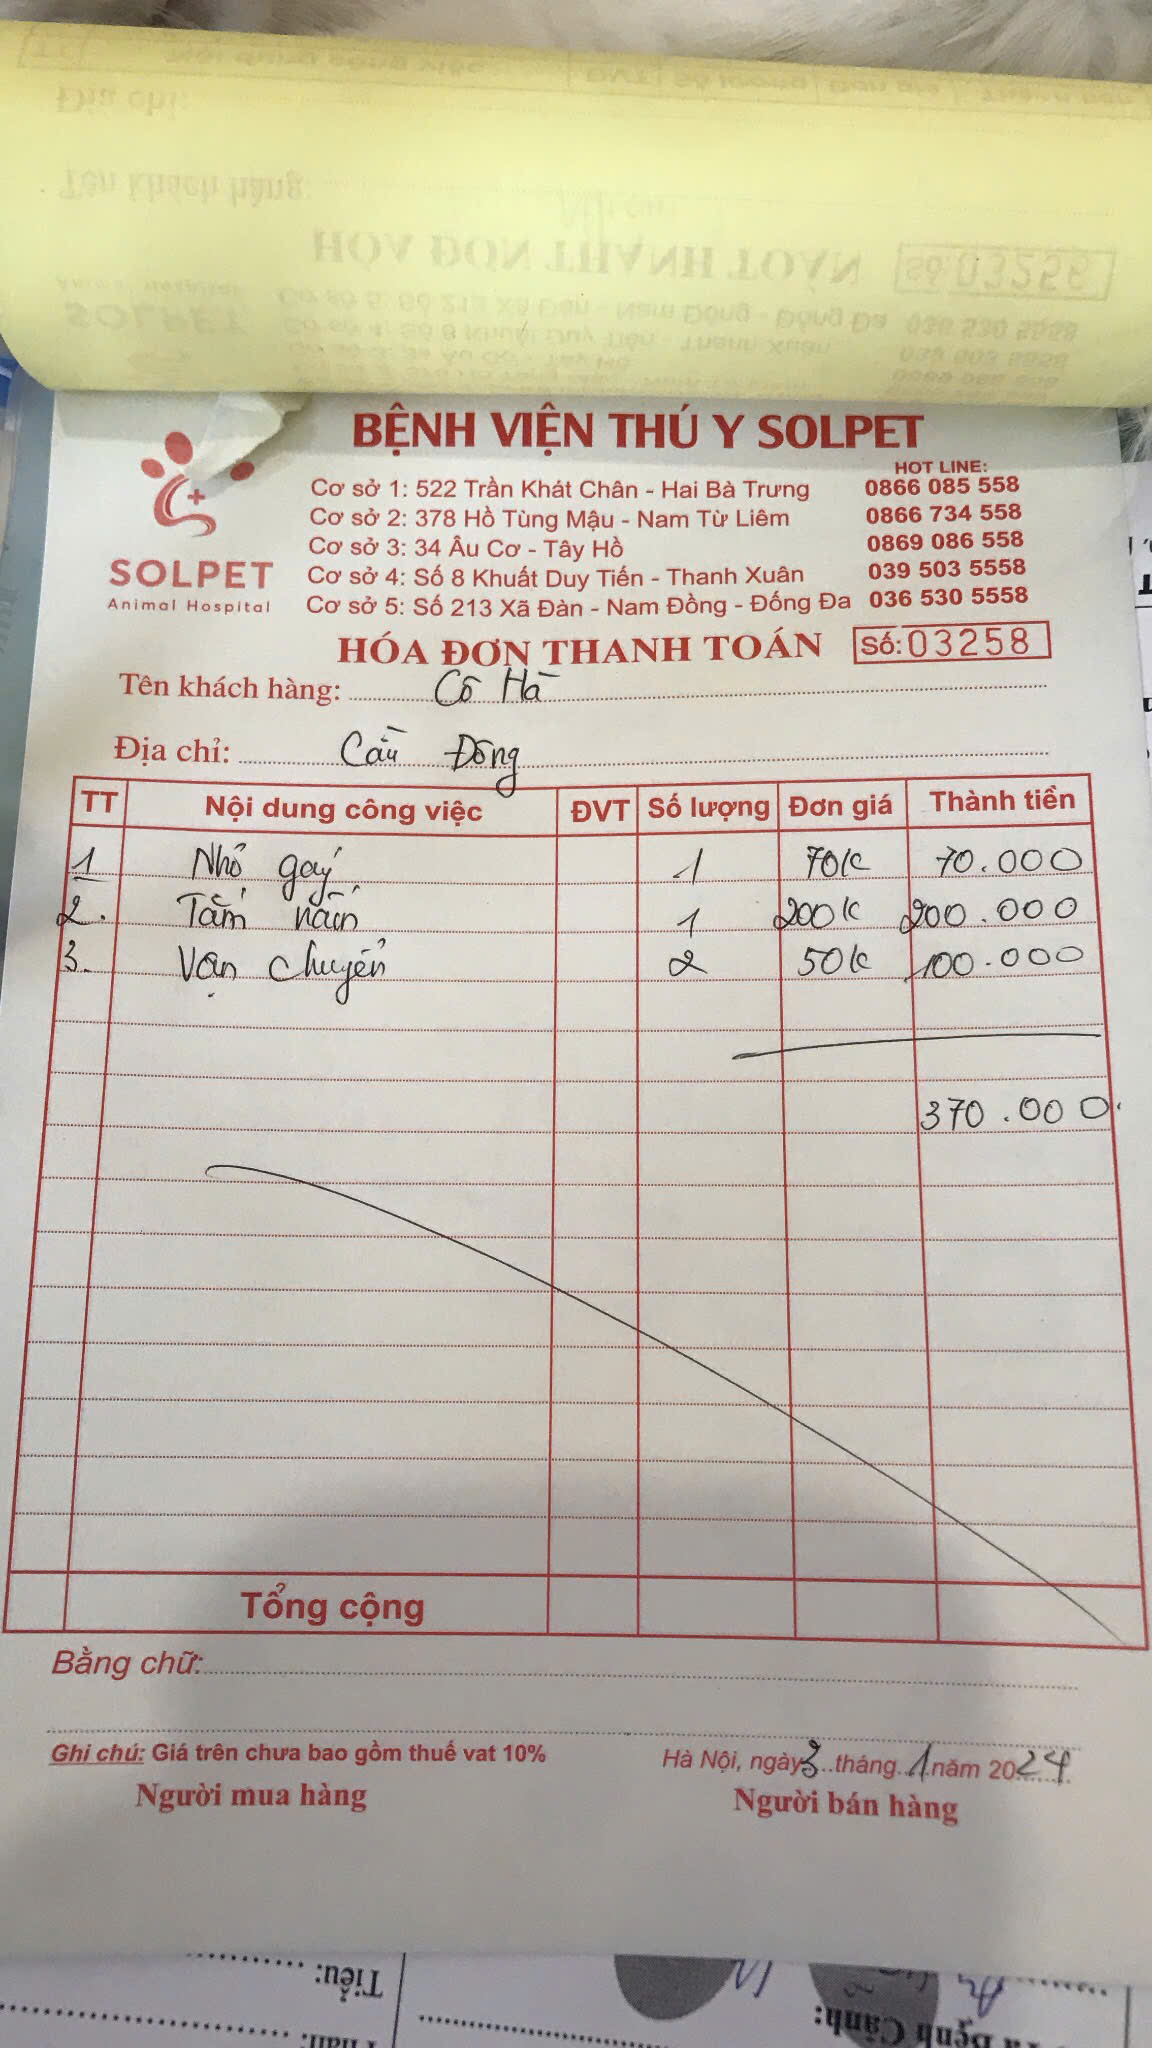 BỆNH VIỆN THÚ Y SOLPET
HOT LINE:
Cơ sở 1: 522 Trần Khát Chân - Hai Bà Trưng 0866 085 558
Cơ sở 2: 378 Hồ Tùng Mậu - Nam Từ Liêm 0866 734 558
Cơ sở 3: 34 Âu Cơ - Tây Hồ 0869 086 558
Cơ sở 4: Số 8 Khuất Duy Tiến - Thanh Xuân 039 503 5558
Cơ sở 5: Số 213 Xã Đàn - Nam Đồng - Đống Đa 036 530 5558
SOLPET
Animal Hospital
HÓA ĐƠN THANH TOÁN Số: 03258
Tên khách hàng: Cô Hà
Địa chỉ: Cầu Đông
TT Nội dung công việc ĐVT Số lượng Đơn giá Thành tiền
1 Nhỏ gáy 1 70k 70.000
2. Tắm 1 200k 200.000
3. Vận chuyển 2 50k 100.000
370.000
Tổng cộng
Bằng chữ:
Ghi chú: Giá trên chưa bao gồm thuế vat 10%
Hà Nội, ngày 3 tháng 1 năm 2024
Người mua hàng Người bán hàng
Tiểu: